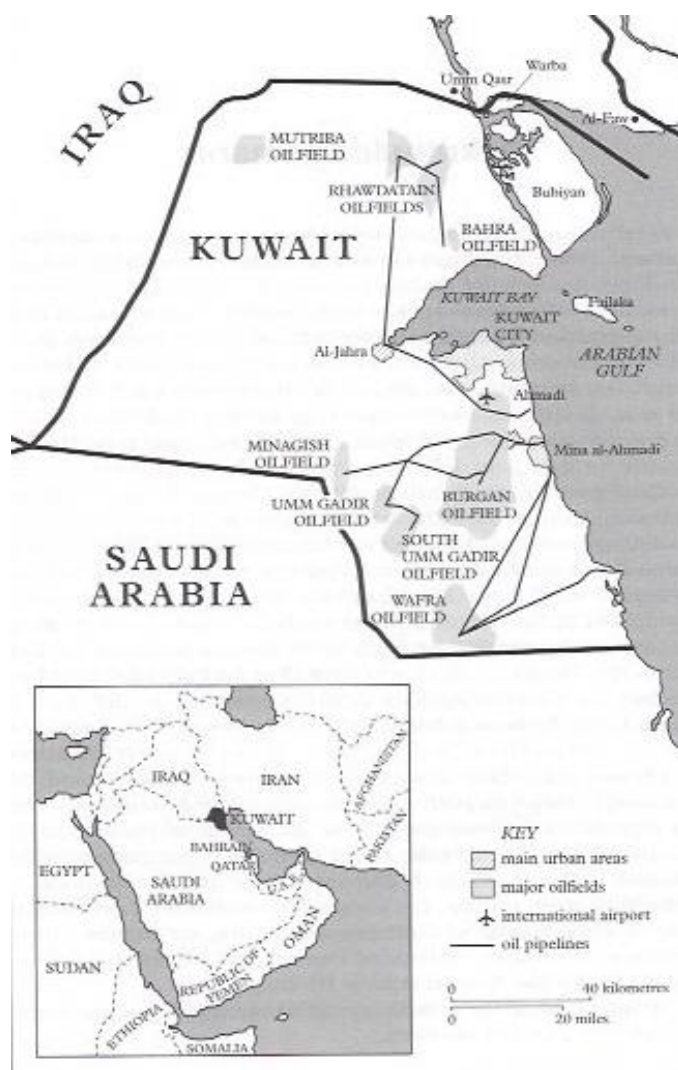 IRAQ
Umm Qasr
Warba
Al-Faw
MUTRIBA
OILFIELD
RHAWDATAIN
OILFIELDS
Bubiyan
KUWAIT
BAHRA
OILFIELD
KUWAIT BAY
KUWAIT
CITY
Failaka
Al-Jahra
ARABIAN
GULF
Ahmadi
MINAGISH
OILFIELD
Mina al-Ahmadi
UMM GADIR
OILFIELD
BURGAN
OILFIELD
SOUTH
UMM GADIR
OILFIELD
SAUDI
ARABIA
WAFRA
OILFIELD
IRAQ
IRAN
AFGHANISTAN
PAKISTAN
KUWAIT
BAHRAIN
QATAR
U.A.E.
EGYPT
SAUDI
ARABIA
OMAN
SUDAN
REPUBLIC OF
YEMEN
ETHIOPIA
SOMALIA
KEY
main urban areas
major oilfields
international airport
oil pipelines
0 40 kilometres
0 20 miles